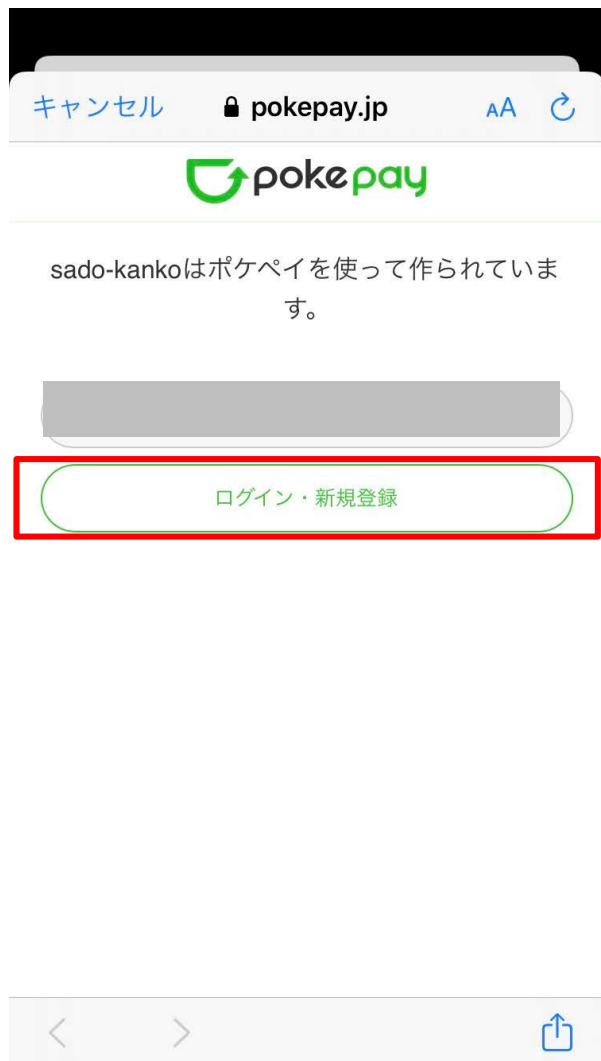 キャンセル pokepay.jp AA
pokepay
sado-kankoはポケペイを使って作られていま
す。
ログイン・新規登録